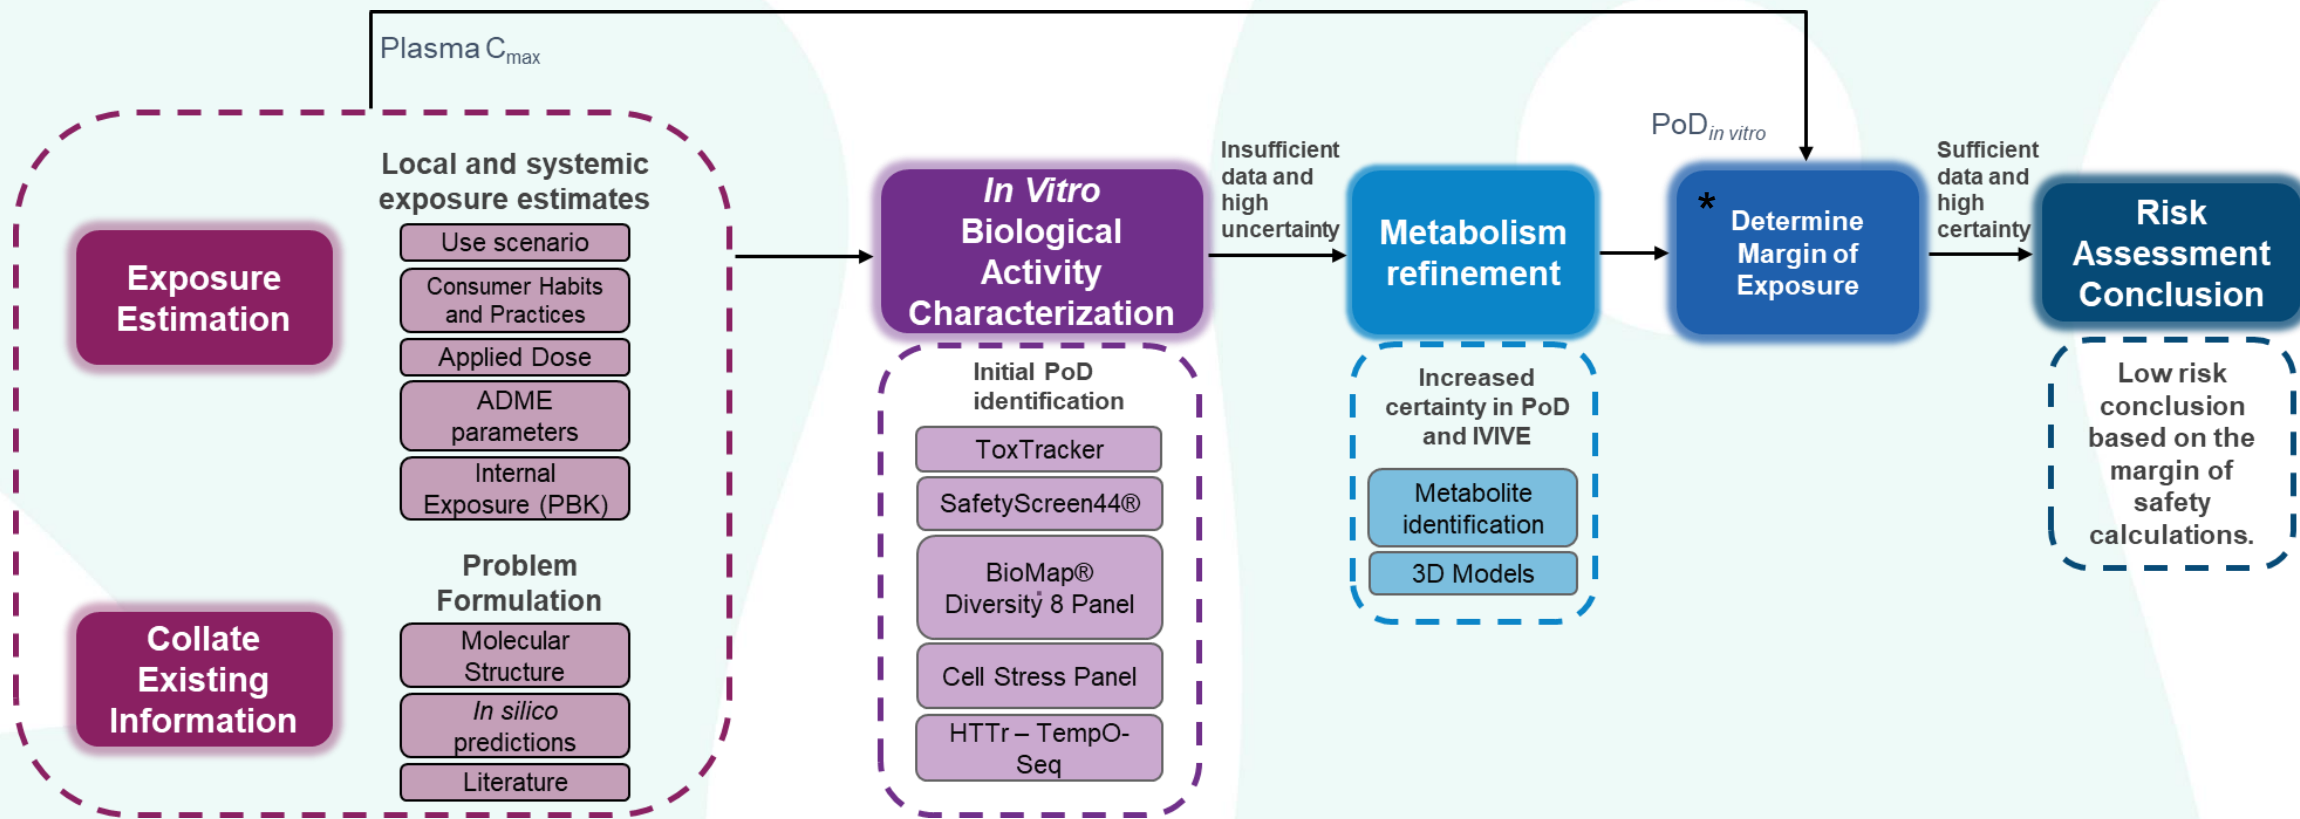 Plasma Cmax
Local and systemic
exposure estimates
Exposure
Estimation
Use scenario
Consumer Habits
and Practices
Applied Dose
ADME
parameters
Internal
Exposure (PBK)
Problem
Formulation
Collate
Existing
Information
Molecular
Structure
In silico
predictions
Literature
In Vitro
Biological
Activity
Characterization
Initial PoD
identification
ToxTracker
SafetyScreen44®
BioMap®
Diversity 8 Panel
Cell Stress Panel
HTTr – TempO-
Seq
Insufficient
data and
high
uncertainty
Metabolism
refinement
Increased
certainty in PoD
and IVIVE
Metabolite
identification
3D Models
PoDin vitro
*
Determine
Margin of
Exposure
Sufficient
data and
high
certainty
Risk
Assessment
Conclusion
Low risk
conclusion
based on the
margin of
safety
calculations.